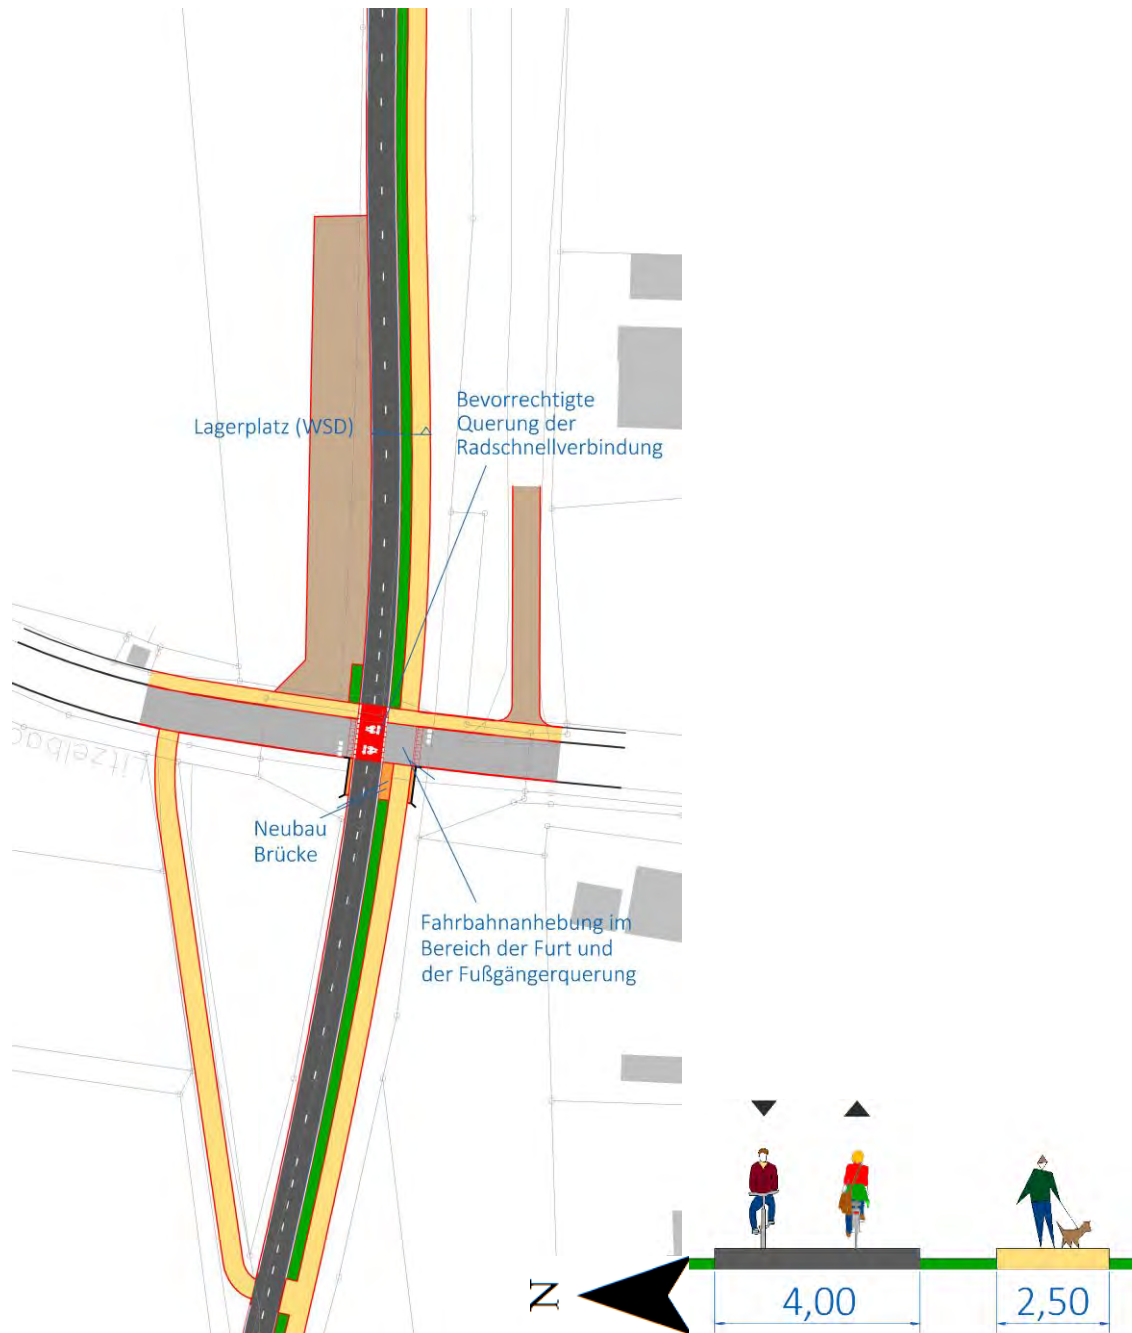 Bevorrechtigte
Querung der
Radschnellverbindung
Lagerplatz (WSD)
Litzelbac
Neubau
Brücke
Fahrbahnanhebung im
Bereich der Furt und
der Fußgängerquerung
N
4,00
2,50